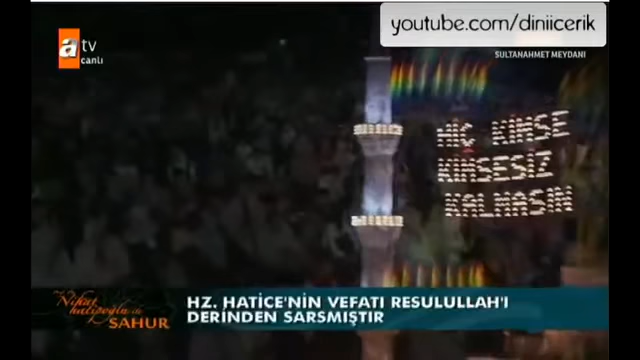 youtube.com/diniicerik
atv
canlı
SULTANAHMET MEYDANI
HİÇ KİMSE
KİMSESİZ
KALMASIN
Nihat
hatipoğlu ile
SAHUR
HZ. HATİCE'NİN VEFATI RESULULLAH'I
DERİNDEN SARSMIŞTIR